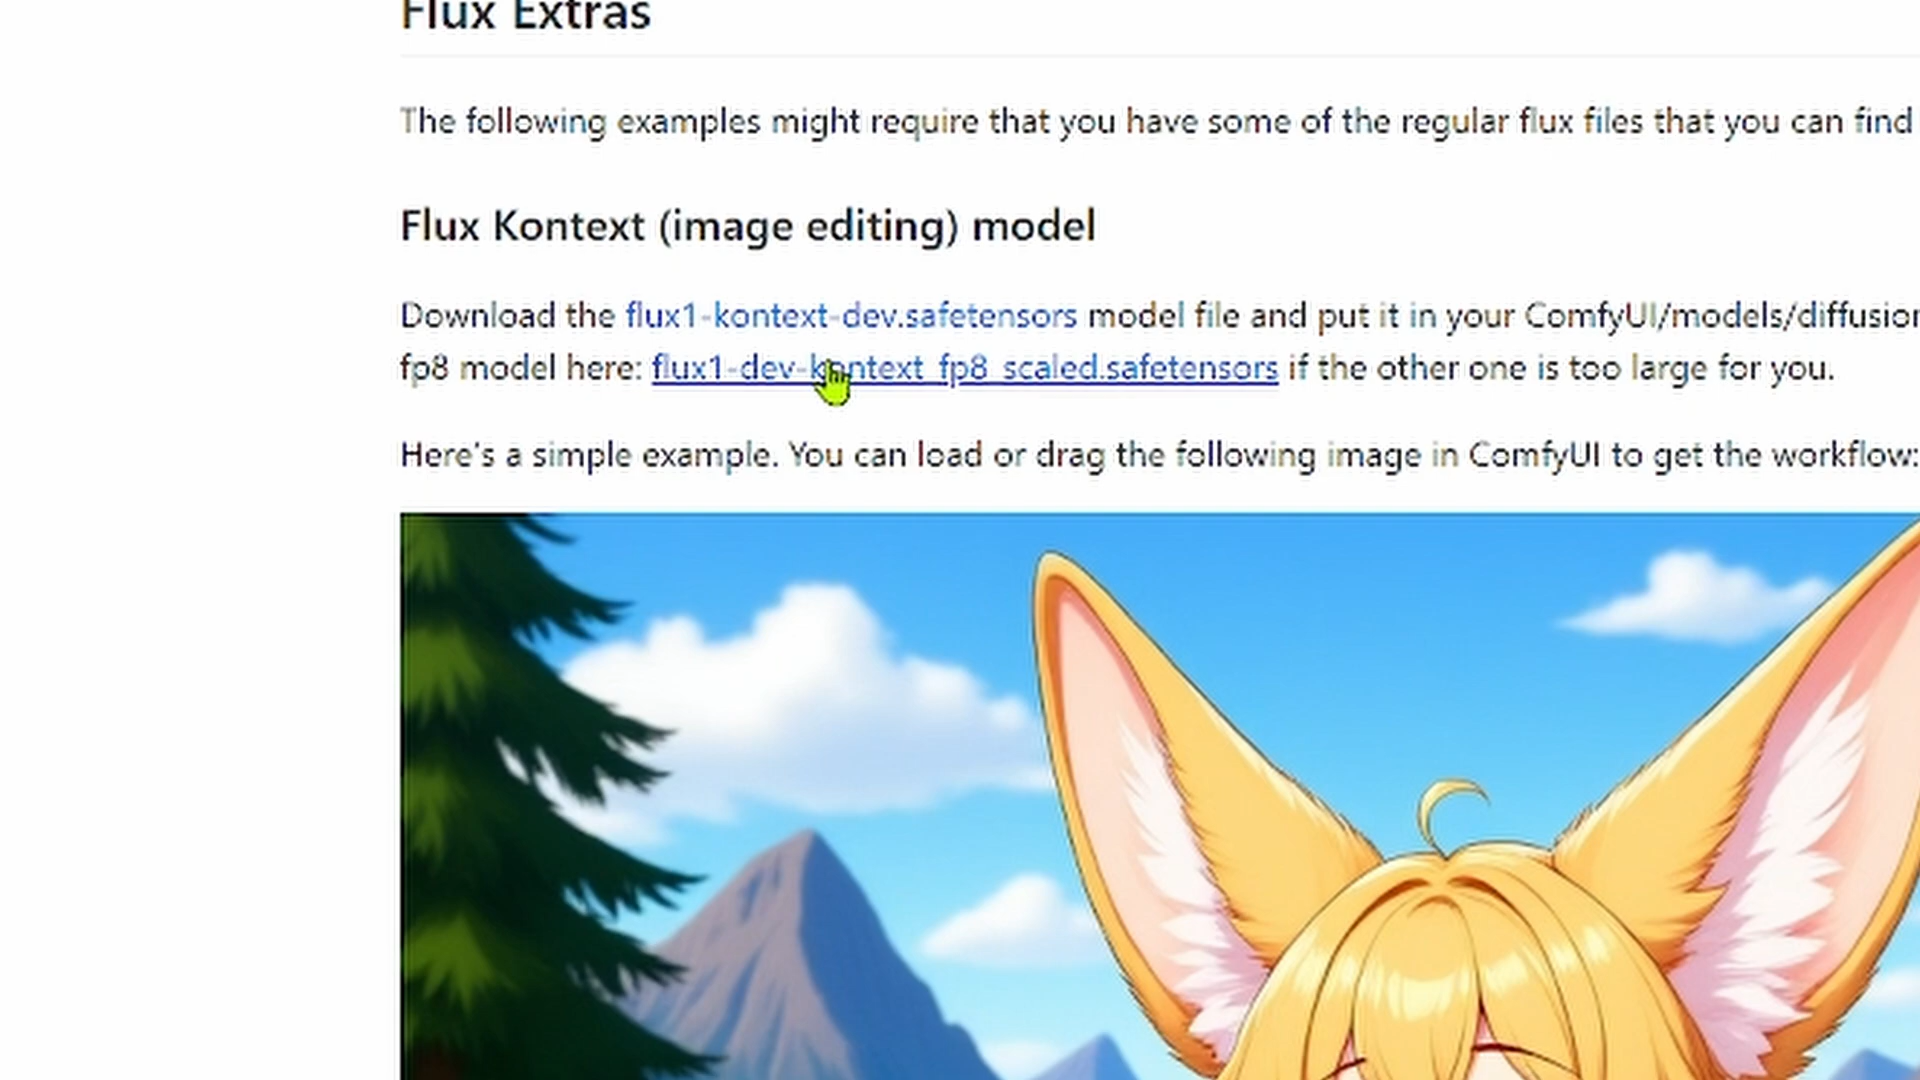 Flux Extras
The following examples might require that you have some of the regular flux files that you can find
Flux Kontext (image editing) model
Download the flux1-kontext-dev.safetensors model file and put it in your ComfyUI/models/diffusion
fp8 model here: flux1-dev-kontext_fp8_scaled.safetensors if the other one is too large for you.
Here's a simple example. You can load or drag the following image in ComfyUI to get the workflow: